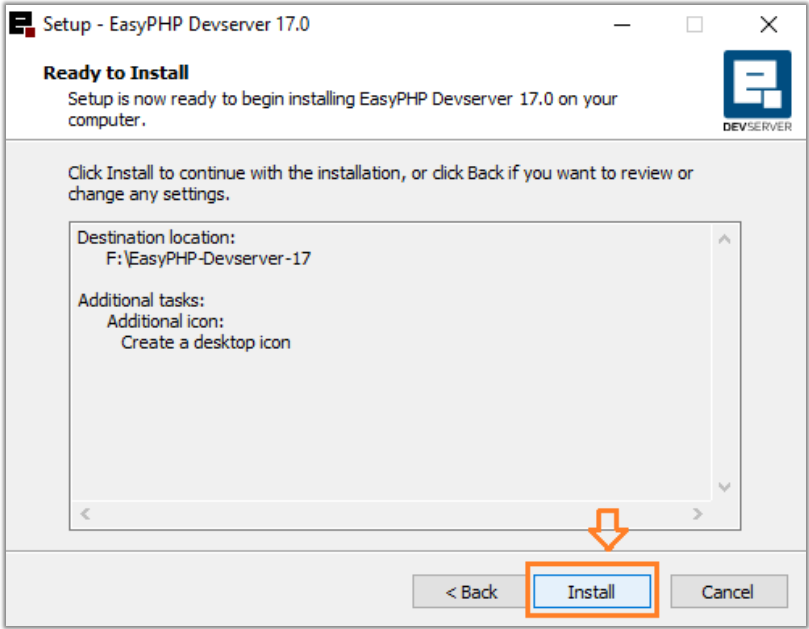 Setup - EasyPHP Devserver 17.0
Ready to Install
Setup is now ready to begin installing EasyPHP Devserver 17.0 on your
computer.
DEVSERVER
Click Install to continue with the installation, or click Back if you want to review or
change any settings.
Destination location:
F:\EasyPHP-Devserver-17
Additional tasks:
Additional icon:
Create a desktop icon
< Back Install Cancel